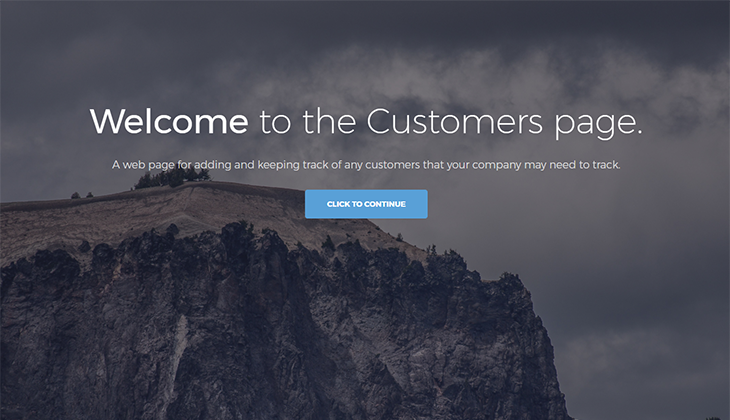 Welcome to the Customers page.
A web page for adding and keeping track of any customers that your company may need to track.
CLICK TO CONTINUE